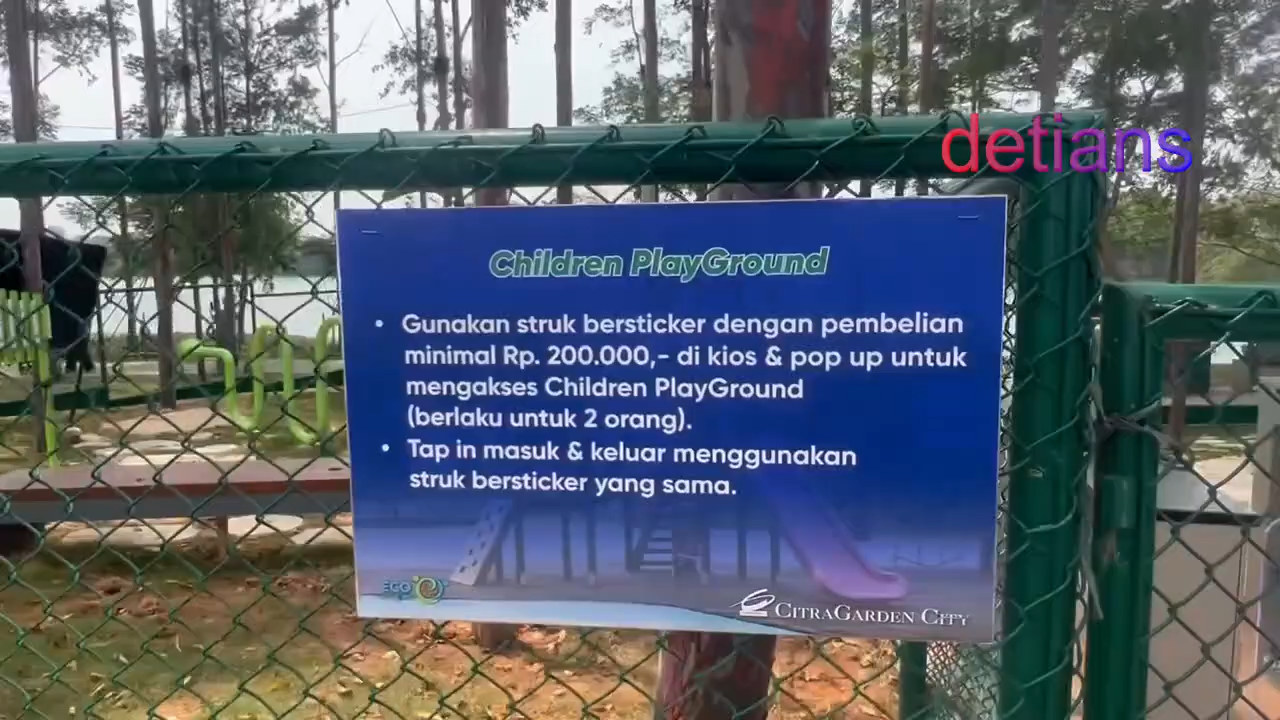 detians
Children PlayGround
• Gunakan struk bersticker dengan pembelian
minimal Rp. 200.000,- di kios & pop up untuk
mengakses Children PlayGround
(berlaku untuk 2 orang).
• Tap in masuk & keluar menggunakan
struk bersticker yang sama.
ECO
CITRAGARDEN CITY